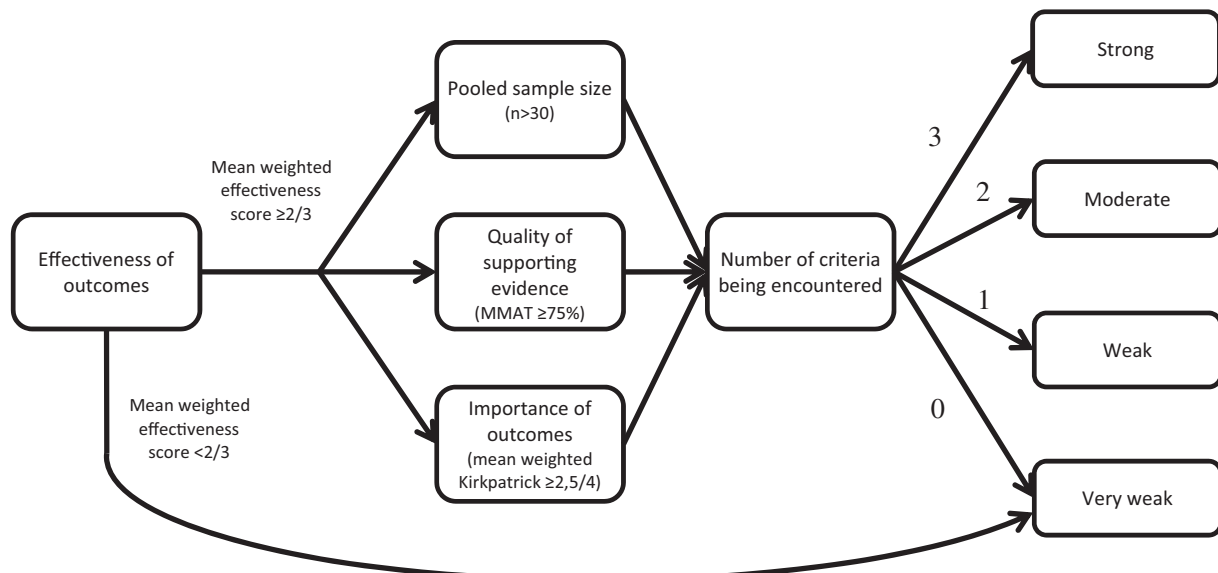 Effectiveness of
outcomes
Mean weighted
effectiveness
score ≥2/3
Mean weighted
effectiveness
score <2/3
Pooled sample size
(n>30)
Quality of
supporting
evidence
(MMAT ≥75%)
Importance of
outcomes
(mean weighted
Kirkpatrick ≥2,5/4)
Number of criteria
being encountered
3
2
1
0
Strong
Moderate
Weak
Very weak